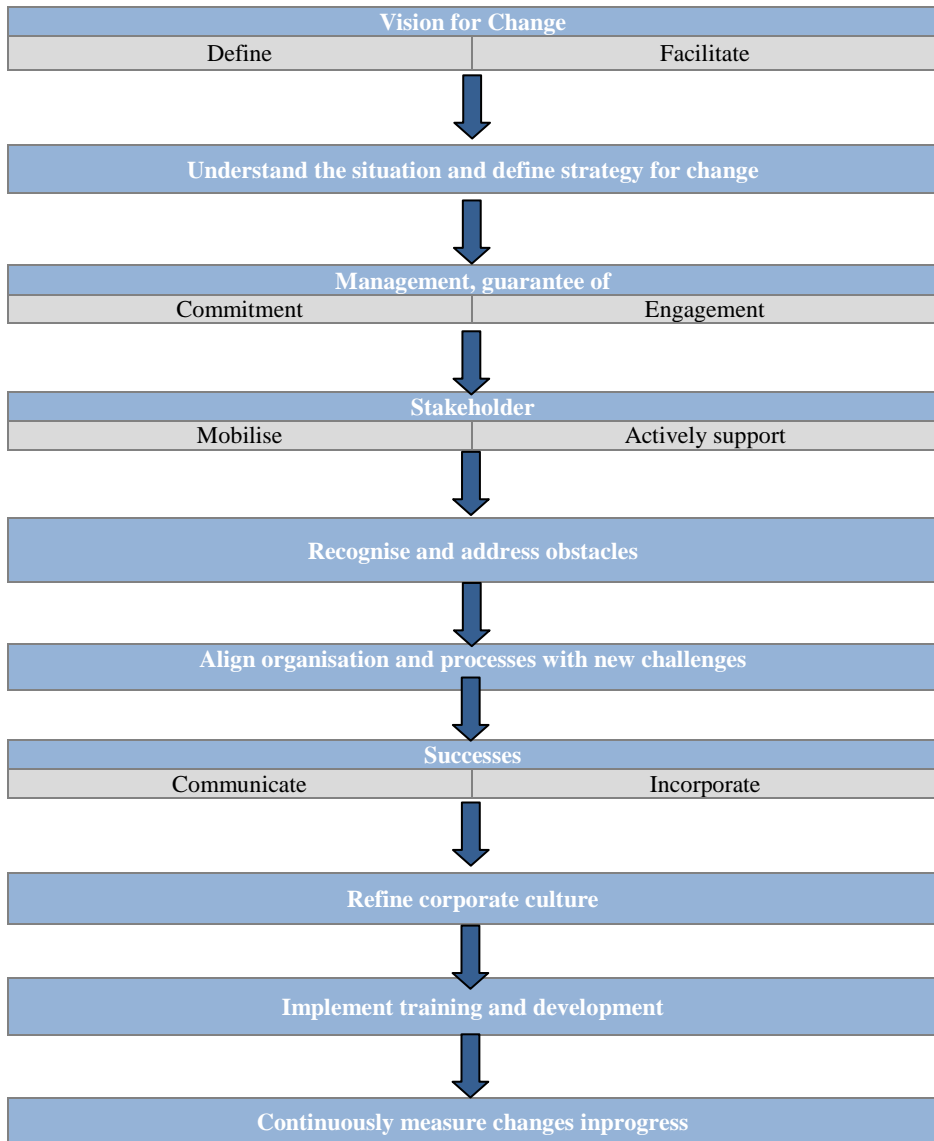 Vision for Change
Define Facilitate
Understand the situation and define strategy for change
Management, guarantee of
Commitment Engagement
Stakeholder
Mobilise Actively support
Recognise and address obstacles
Align organisation and processes with new challenges
Successes
Communicate Incorporate
Refine corporate culture
Implement training and development
Continuously measure changes inprogress